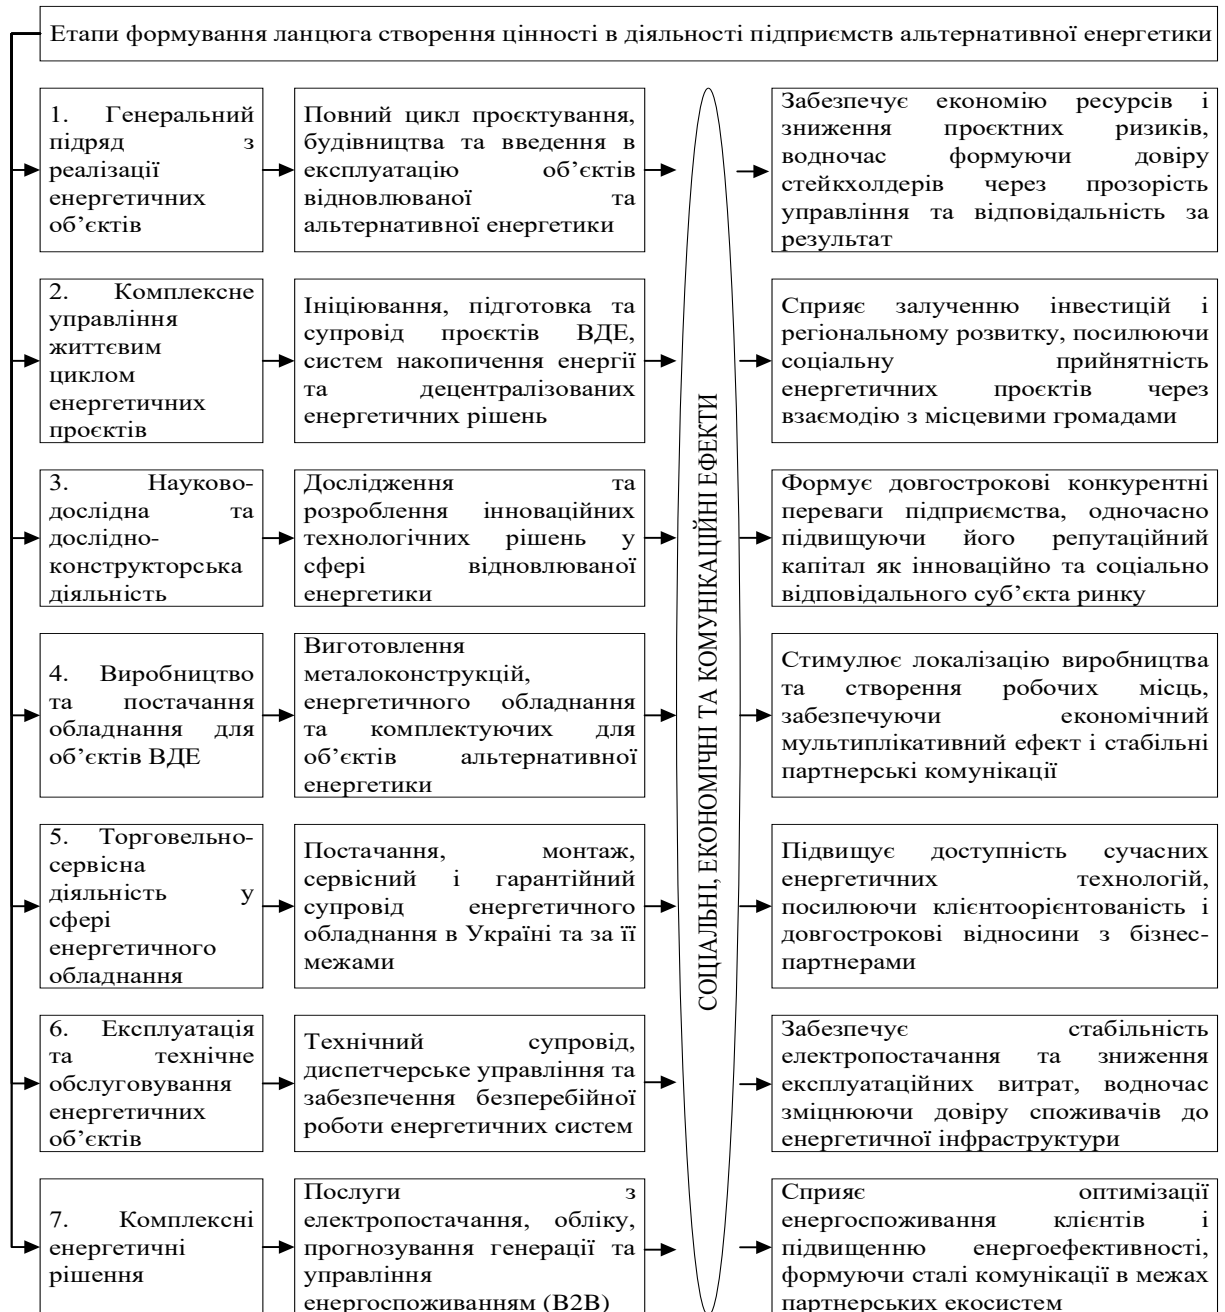 Етапи формування ланцюга створення цінності в діяльності підприємств альтернативної енергетики
1. Генеральний
підряд з
реалізації
енергетичних
об’єктів
Повний цикл проєктування,
будівництва та введення в
експлуатацію об’єктів
відновлюваної та
альтернативної енергетики
Забезпечує економію ресурсів і
зниження проєктних ризиків,
водночас формуючи довіру
стейкхолдерів через прозорість
управління та відповідальність за
результат
2. Комплексне
управління
життєвим
циклом
енергетичних
проєктів
Ініціювання, підготовка та
супровід проєктів ВДЕ,
систем накопичення енергії
та децентралізованих
енергетичних рішень
Сприяє залученню інвестицій і
регіональному розвитку, посилюючи
соціальну прийнятність
енергетичних проєктів через
взаємодію з місцевими громадами
3. Науково-
дослідна та
дослідно-
конструкторська
діяльність
Дослідження та
розроблення інноваційних
технологічних рішень у
сфері відновлюваної
енергетики
Формує довгострокові конкурентні
переваги підприємства, одночасно
підвищуючи його репутаційний
капітал як інноваційно та соціально
відповідального суб’єкта ринку
4. Виробництво
та постачання
обладнання для
об’єктів ВДЕ
Виготовлення
металоконструкцій,
енергетичного обладнання
та комплектуючих для
об’єктів альтернативної
енергетики
Стимулює локалізацію виробництва
та створення робочих місць,
забезпечуючи економічний
мультиплікативний ефект і стабільні
партнерські комунікації
5. Торговельно-
сервісна
діяльність у
сфері
енергетичного
обладнання
Постачання, монтаж,
сервісний і гарантійний
супровід енергетичного
обладнання в Україні та за її
межами
Підвищує доступність сучасних
енергетичних технологій,
посилюючи клієнтоорієнтованість і
довгострокові відносини з бізнес-
партнерами
6. Експлуатація
та технічне
обслуговування
енергетичних
об’єктів
Технічний супровід,
диспетчерське управління та
забезпечення безперебійної
роботи енергетичних систем
Забезпечує стабільність
електропостачання та зниження
експлуатаційних витрат, водночас
зміцнюючи довіру споживачів до
енергетичної інфраструктури
7. Комплексні
енергетичні
рішення
Послуги з
електропостачання, обліку,
прогнозування генерації та
управління
енергоспоживанням (B2B)
Сприяє оптимізації
енергоспоживання клієнтів і
підвищенню енергоефективності,
формуючи сталі комунікації в межах
партнерських екосистем
СОЦІАЛЬНІ, ЕКОНОМІЧНІ ТА КОМУНІКАЦІЙНІ ЕФЕКТИ